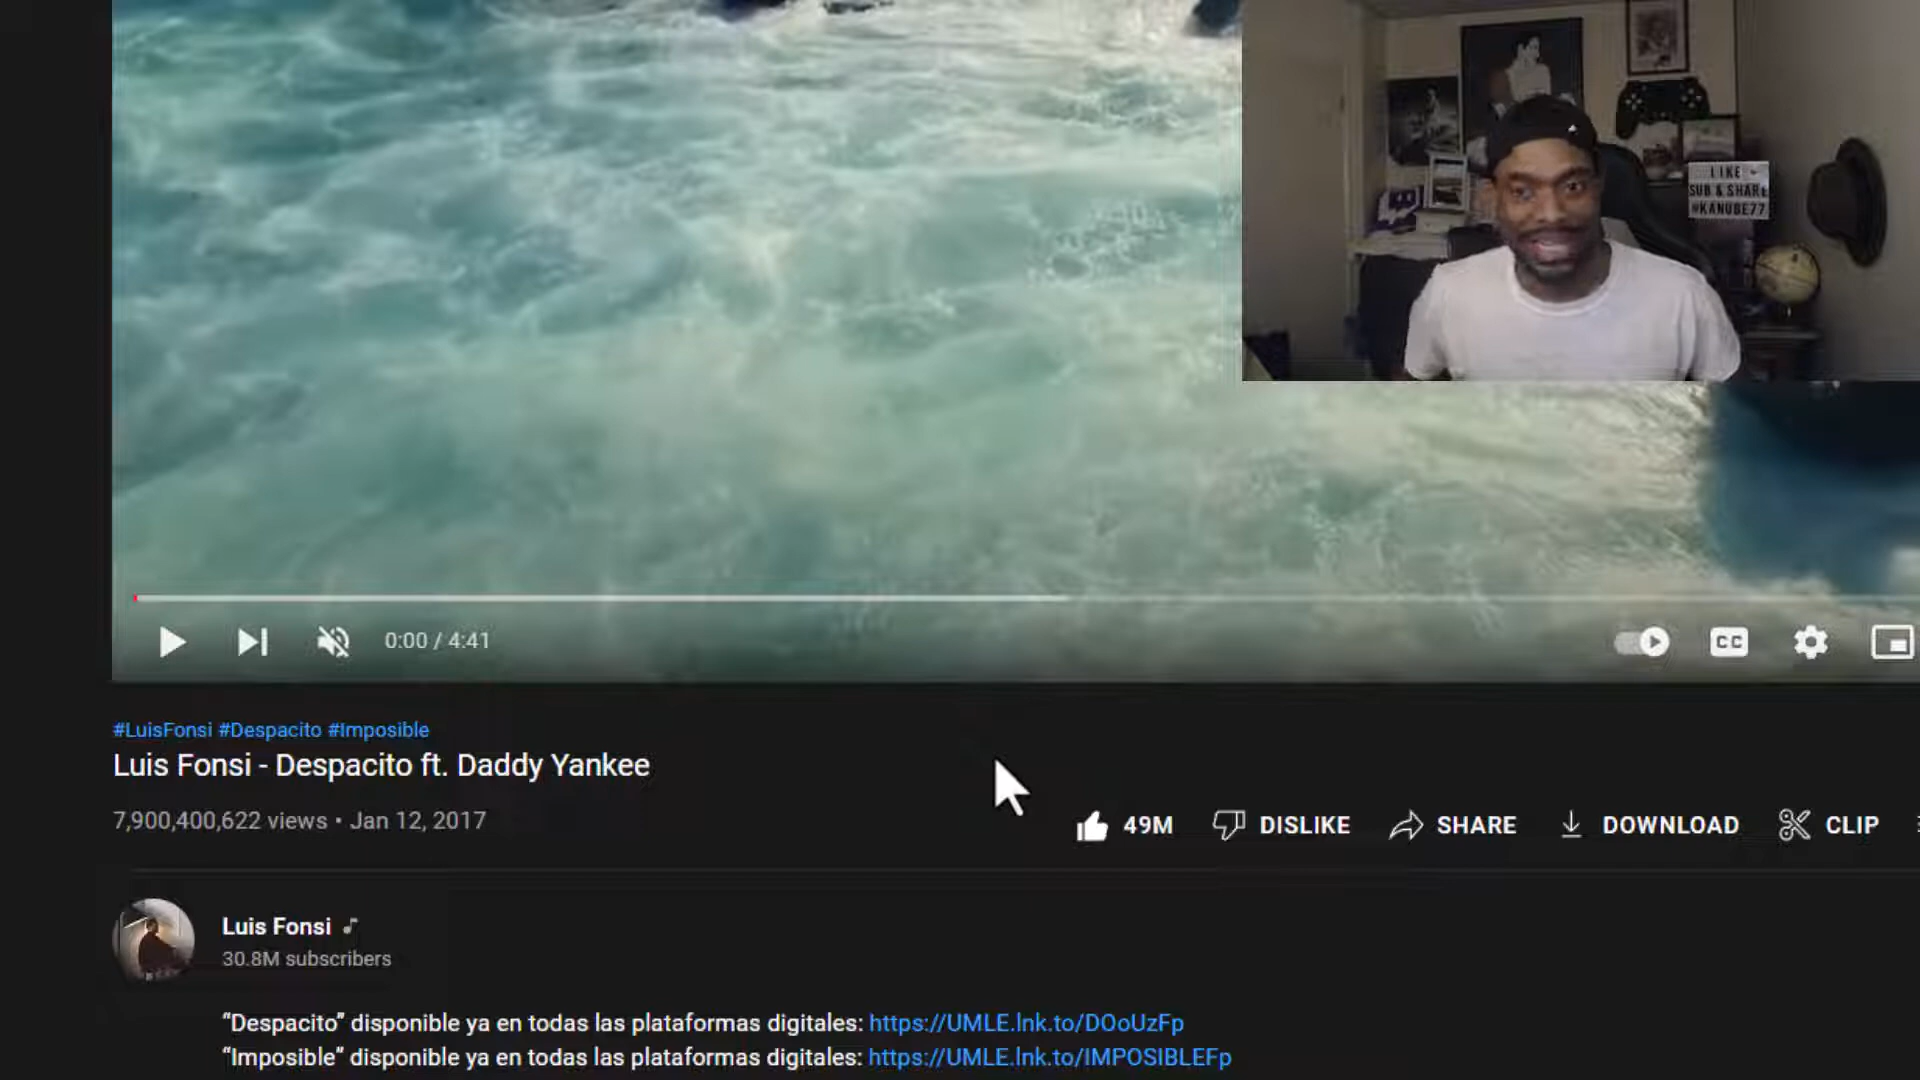 LIKE
SUB & SHARE
@KANUBE77
0:00 / 4:41
CC
#LuisFonsi #Despacito #Imposible
Luis Fonsi - Despacito ft. Daddy Yankee
7,900,400,622 views • Jan 12, 2017
49M DISLIKE SHARE DOWNLOAD CLIP
Luis Fonsi
30.8M subscribers
“Despacito” disponible ya en todas las plataformas digitales: https://UMLE.lnk.to/DOoUzFp
“Imposible” disponible ya en todas las plataformas digitales: https://UMLE.lnk.to/IMPOSIBLEFp